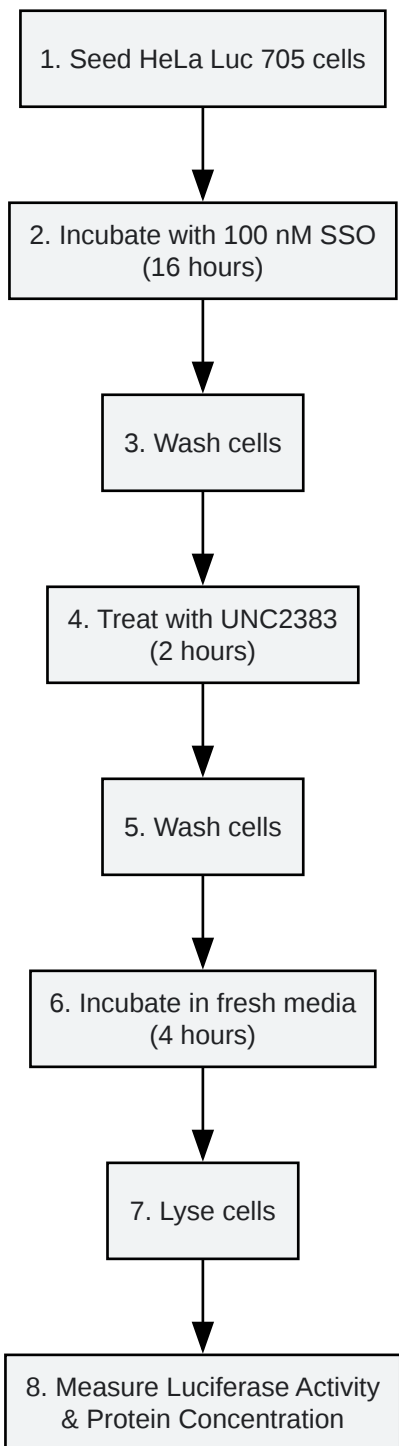 1. Seed HeLa Luc 705 cells
2. Incubate with 100 nM SSO
(16 hours)
3. Wash cells
4. Treat with UNC2383
(2 hours)
5. Wash cells
6. Incubate in fresh media
(4 hours)
7. Lyse cells
8. Measure Luciferase Activity
& Protein Concentration